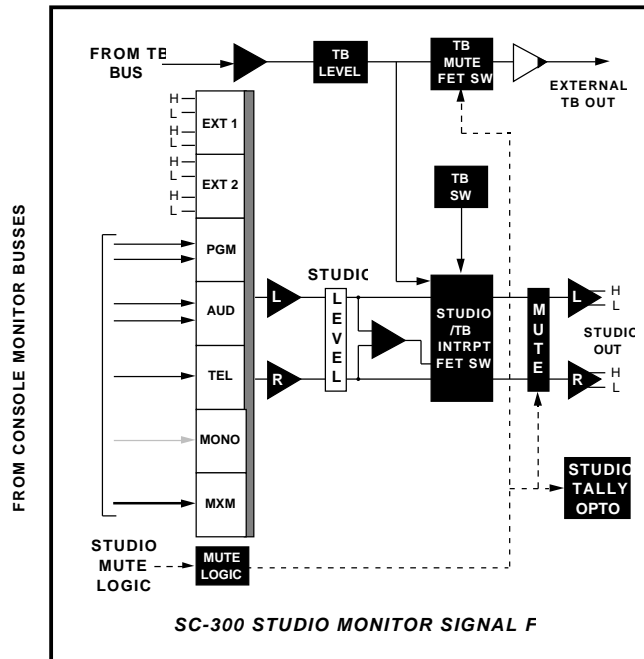 FROM TB
BUS
TB
LEVEL
TB
MUTE
FET SW
EXTERNAL
TB OUT
H
L
H
L
EXT 1
H
L
H
L
EXT 2
TB
SW
FROM CONSOLE MONITOR BUSSES
PGM
AUD
TEL
MONO
MXM
L
R
STUDIO
LEVEL
STUDIO
/TB
INTRPT
FET SW
MUTE
L
R
H
L
STUDIO
OUT
H
L
STUDIO
TALLY
OPTO
STUDIO
MUTE
LOGIC
MUTE
LOGIC
SC-300 STUDIO MONITOR SIGNAL F